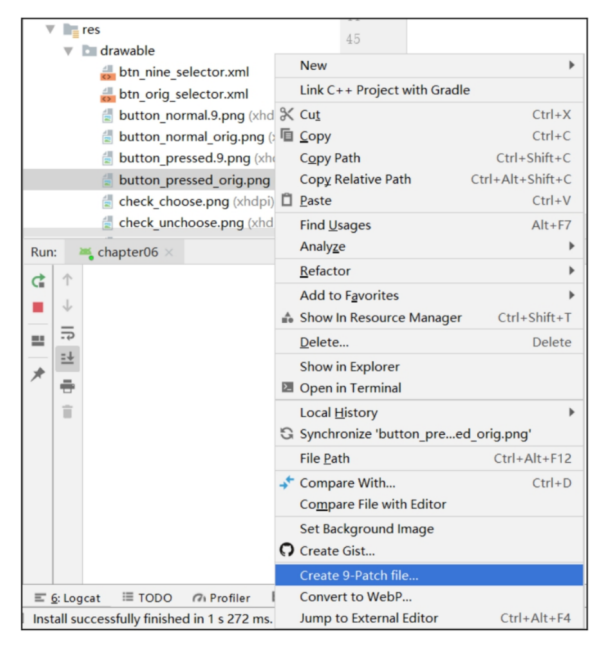 res
45
drawable
btn_nine_selector.xml
btn_orig_selector.xml
button_normal.9.png (xhd
button_normal_orig.png (
button_pressed.9.png (xh
button_pressed_orig.png
check_choose.png (xhdpi)
check_unchoose.png (xhd
Run:
chapter06
New
Link C++ Project with Gradle
Cut Ctrl+X
Copy Ctrl+C
Copy Path Ctrl+Shift+C
Copy Relative Path Ctrl+Alt+Shift+C
Paste Ctrl+V
Find Usages Alt+F7
Analyze
Refactor
Add to Favorites
Show In Resource Manager Ctrl+Shift+T
Delete... Delete
Show in Explorer
Open in Terminal
Local History
Synchronize 'button_pre...ed_orig.png'
File Path Ctrl+Alt+F12
Compare With... Ctrl+D
Compare File with Editor
Set Background Image
Create Gist...
Create 9-Patch file...
Convert to WebP...
Jump to External Editor Ctrl+Alt+F4
6: Logcat TODO Profiler
Install successfully finished in 1 s 272 ms.